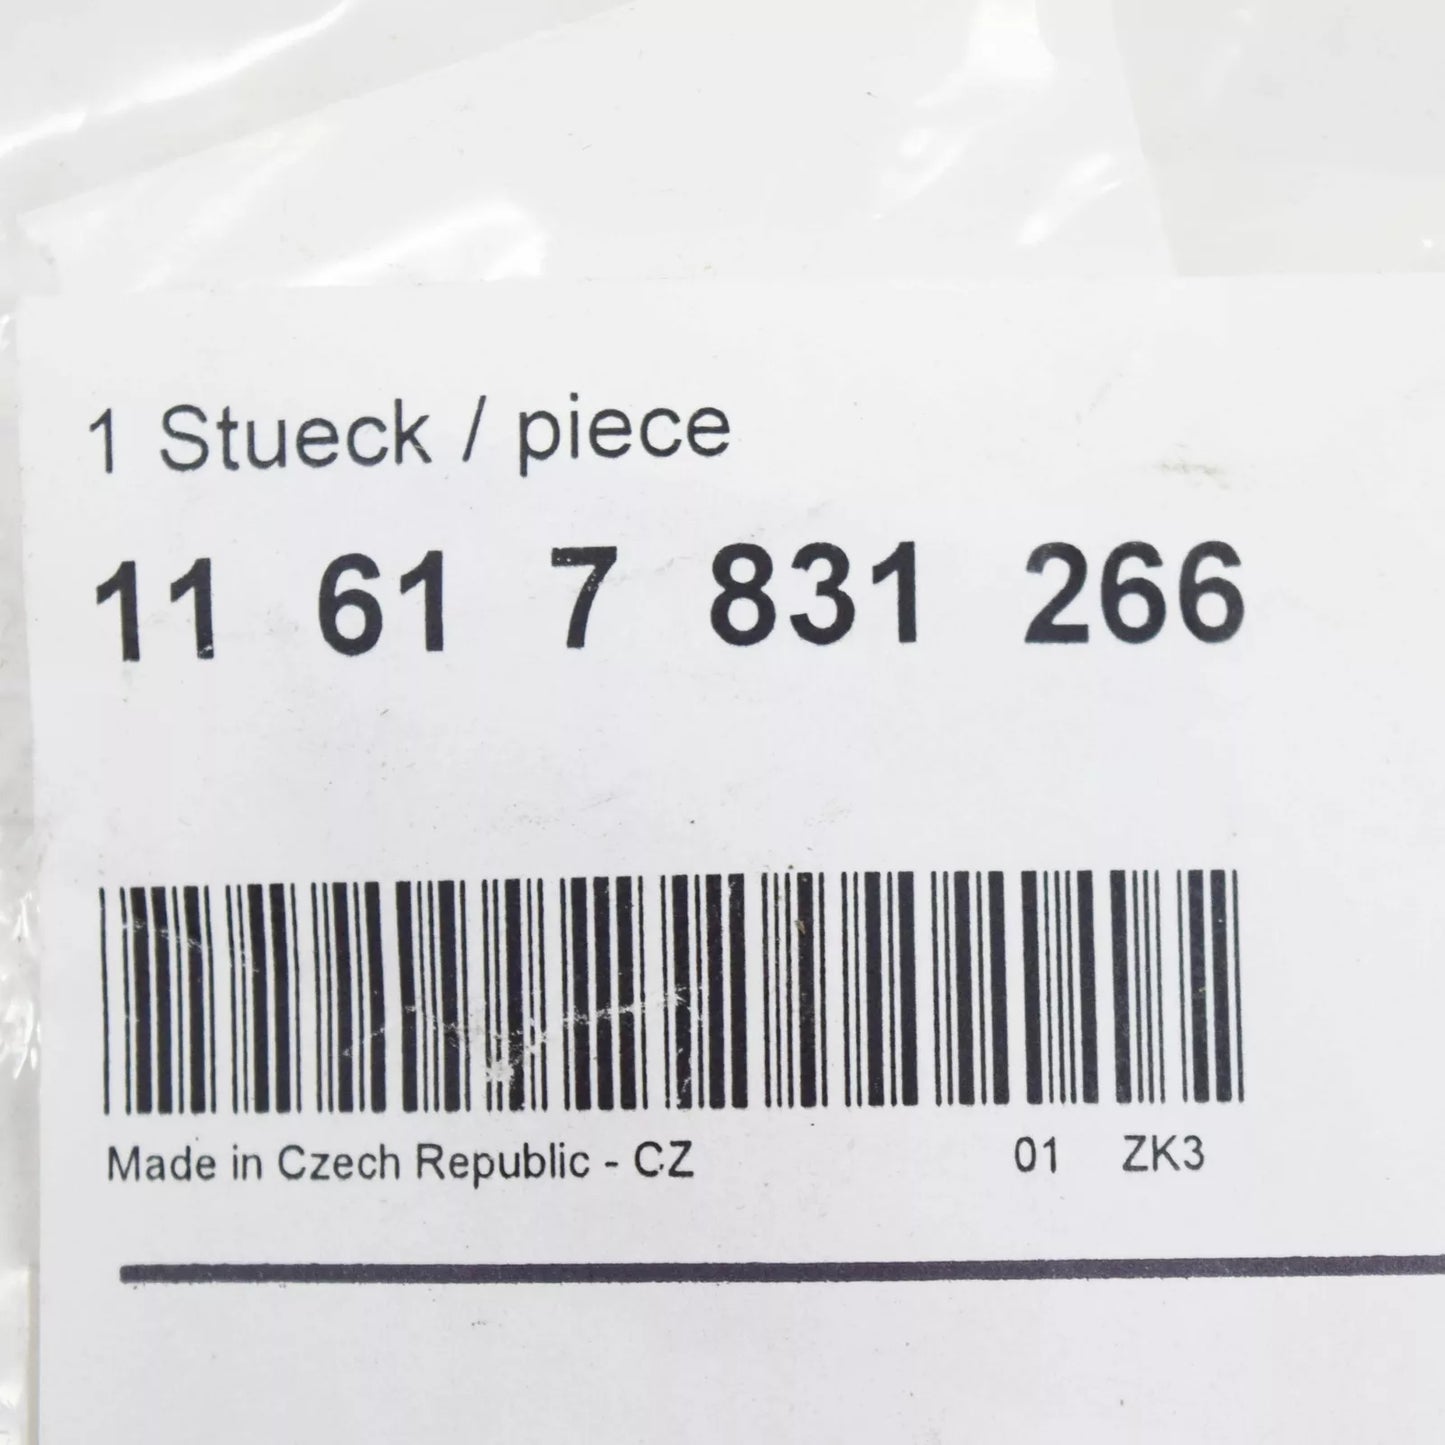 1 Stueck / piece
11 61 7 831 266
Made in Czech Republic - CZ 01 ZK3